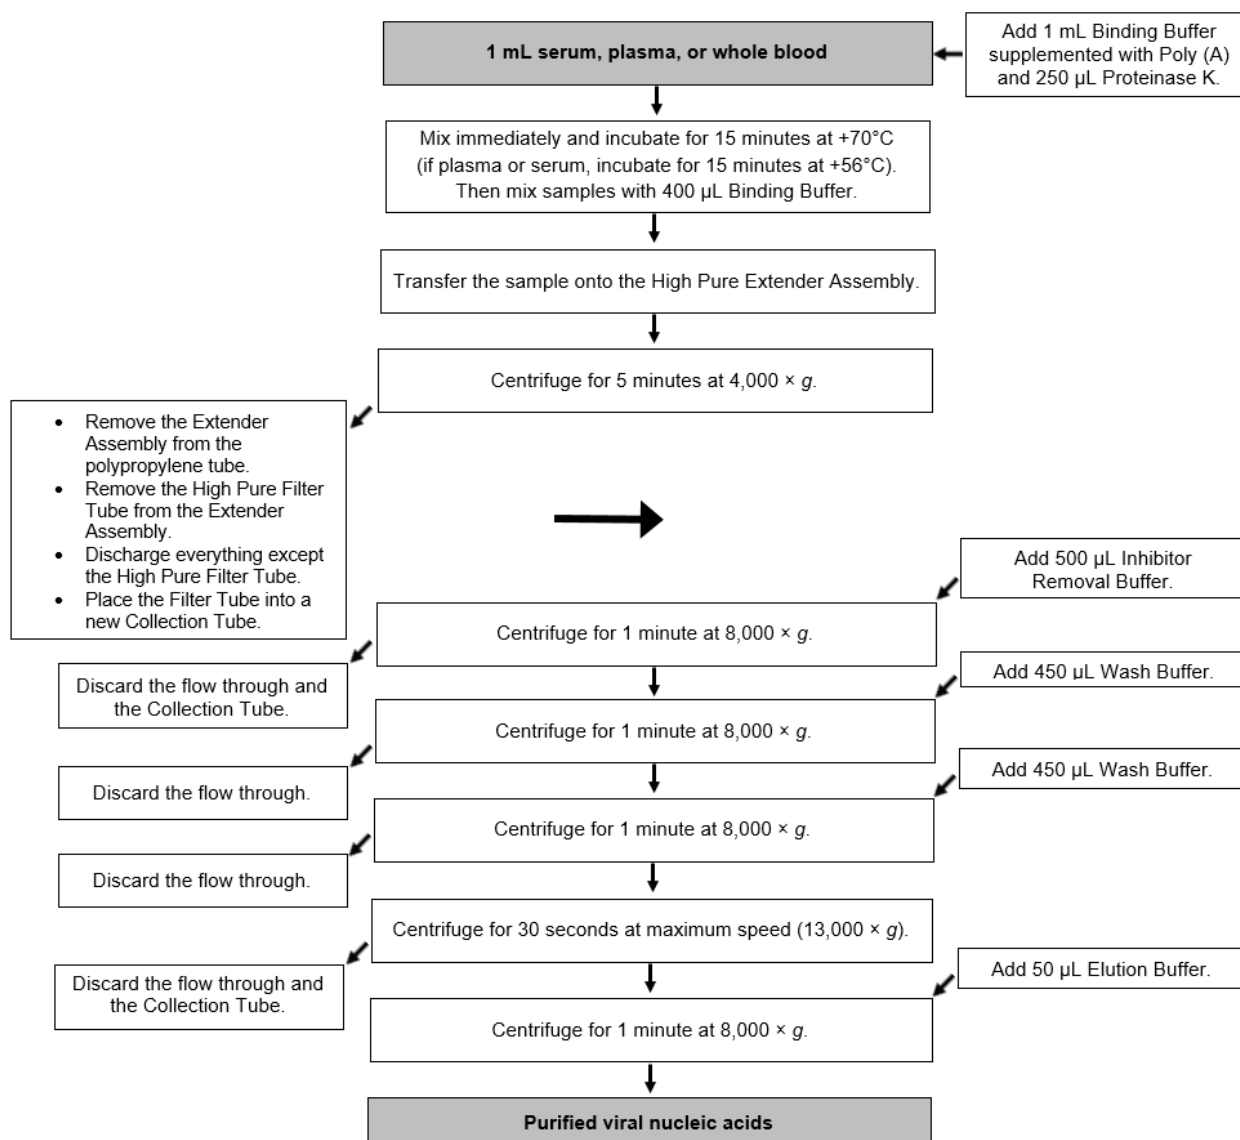 1 mL serum, plasma, or whole blood
Add 1 mL Binding Buffer
supplemented with Poly (A)
and 250 µL Proteinase K.
Mix immediately and incubate for 15 minutes at +70°C
(if plasma or serum, incubate for 15 minutes at +56°C).
Then mix samples with 400 µL Binding Buffer.
Transfer the sample onto the High Pure Extender Assembly.
Centrifuge for 5 minutes at 4,000 × g.
• Remove the Extender
Assembly from the
polypropylene tube.
• Remove the High Pure Filter
Tube from the Extender
Assembly.
• Discharge everything except
the High Pure Filter Tube.
• Place the Filter Tube into a
new Collection Tube.
Add 500 µL Inhibitor
Removal Buffer.
Centrifuge for 1 minute at 8,000 × g.
Discard the flow through and
the Collection Tube.
Add 450 µL Wash Buffer.
Centrifuge for 1 minute at 8,000 × g.
Discard the flow through.
Add 450 µL Wash Buffer.
Centrifuge for 1 minute at 8,000 × g.
Discard the flow through.
Centrifuge for 30 seconds at maximum speed (13,000 × g).
Discard the flow through and
the Collection Tube.
Add 50 µL Elution Buffer.
Centrifuge for 1 minute at 8,000 × g.
Purified viral nucleic acids